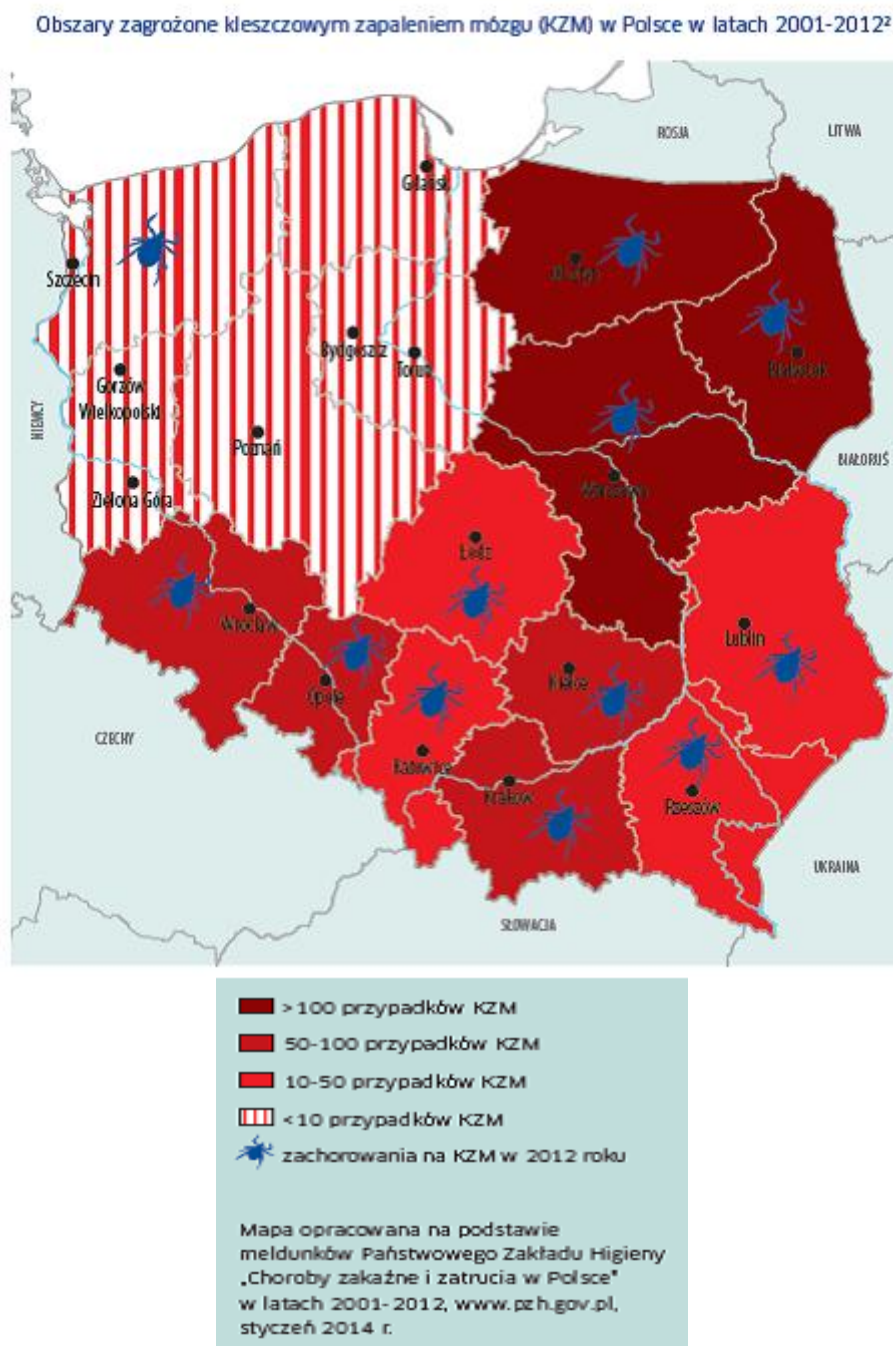 Obszary zagrożone kleszczowym zapaleniem mózgu (KZM) w Polsce w latach 2001-2012²
ROSJA
LITWA
Gdańsk
Szczecin
Olsztyn
Bydgoszcz
Toruń
Białystok
Gorzów
Wielkopolski
NIEMCY
Poznań
BIAŁORUŚ
Warszawa
Zielona Góra
Łódź
Wrocław
Lublin
Opole
Kielce
CZECHY
Katowice
Kraków
Rzeszów
UKRAINA
SŁOWACJA
>100 przypadków KZM
50-100 przypadków KZM
10-50 przypadków KZM
<10 przypadków KZM
zachorowania na KZM w 2012 roku
Mapa opracowana na podstawie
meldunków Państwowego Zakładu Higieny
„Choroby zakaźne i zatrucia w Polsce"
w latach 2001-2012, www.pzh.gov.pl,
styczeń 2014 r.